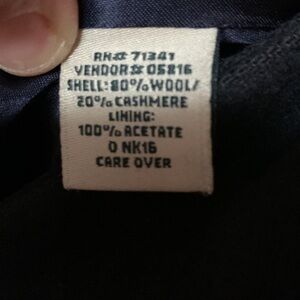 RN# 71341
VENDOR# 05816
SHELL: 80% WOOL/
20% CASHMERE
LINING:
100% ACETATE
0 NK16
CARE OVER